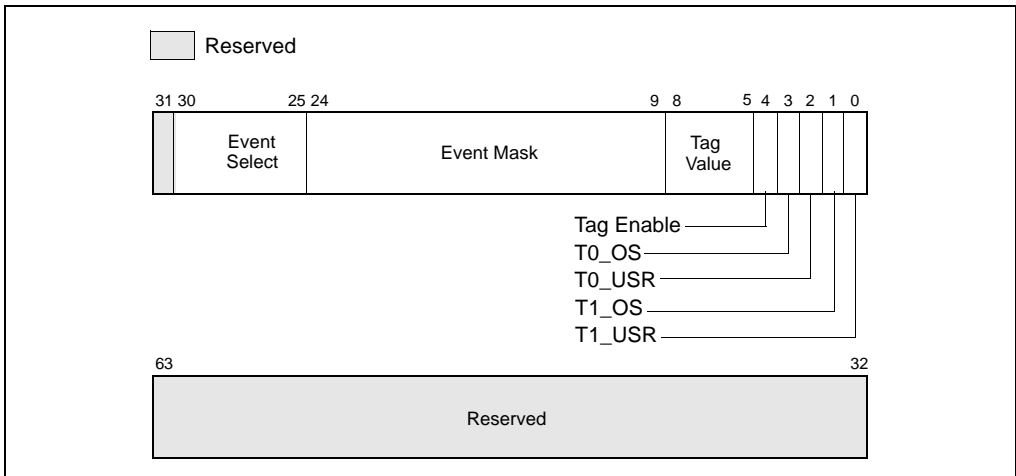 Reserved
31 30 25 24 9 8 5 4 3 2 1 0
Event
Select
Event Mask
Tag
Value
Tag Enable
T0_OS
T0_USR
T1_OS
T1_USR
63 32
Reserved